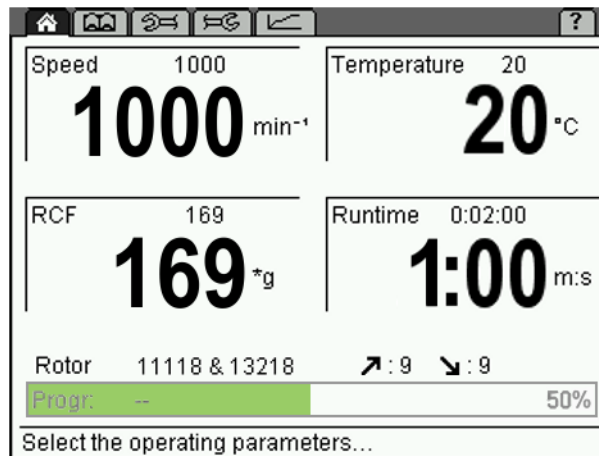 ?
Speed 1000
1000 min⁻¹
Temperature 20
20 °C
RCF 169
169 *g
Runtime 0:02:00
1:00 m:s
Rotor 11118 & 13218 ↗: 9 ↘: 9
Progr: -- 50%
Select the operating parameters...